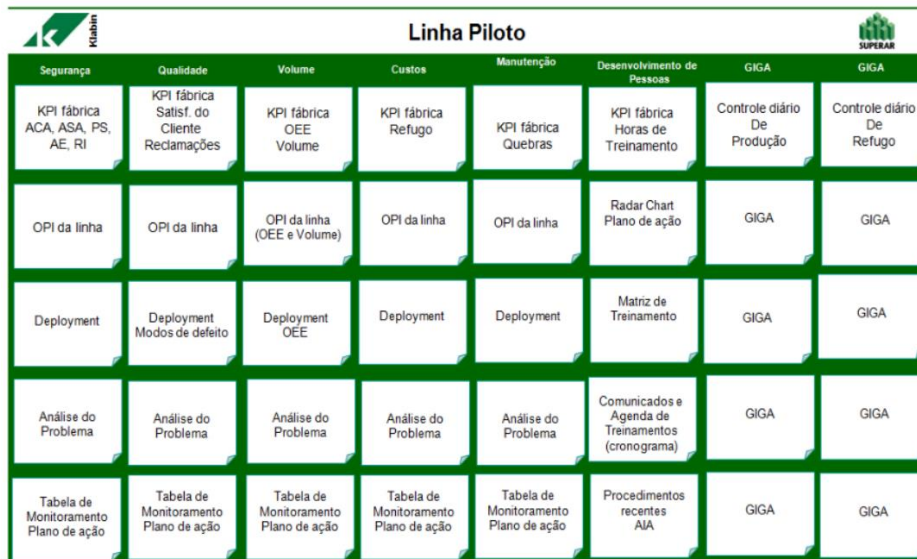 Klabin
Linha Piloto
SUPERAR
Segurança
Qualidade
Volume
Custos
Manutenção
Desenvolvimento de
Pessoas
GIGA
GIGA
KPI fábrica
ACA, ASA, PS,
AE, RI
KPI fábrica
Satisf. do
Cliente
Reclamações
KPI fábrica
OEE
Volume
KPI fábrica
Refugo
KPI fábrica
Quebras
KPI fábrica
Horas de
Treinamento
Controle diário
De
Produção
Controle diário
De
Refugo
OPI da linha
OPI da linha
OPI da linha
(OEE e Volume)
OPI da linha
OPI da linha
Radar Chart
Plano de ação
GIGA
GIGA
Deployment
Deployment
Modos de defeito
Deployment
OEE
Deployment
Deployment
Matriz de
Treinamento
GIGA
GIGA
Análise do
Problema
Análise do
Problema
Análise do
Problema
Análise do
Problema
Análise do
Problema
Comunicados e
Agenda de
Treinamentos
(cronograma)
GIGA
GIGA
Tabela de
Monitoramento
Plano de ação
Tabela de
Monitoramento
Plano de ação
Tabela de
Monitoramento
Plano de ação
Tabela de
Monitoramento
Plano de ação
Tabela de
Monitoramento
Plano de ação
Procedimentos
recentes
AIA
GIGA
GIGA